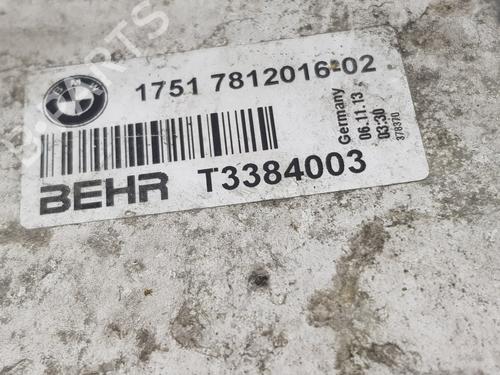 BMW
1751 7812016-02
BEHR T3384003
Germany
06.11.13
03:30
378370